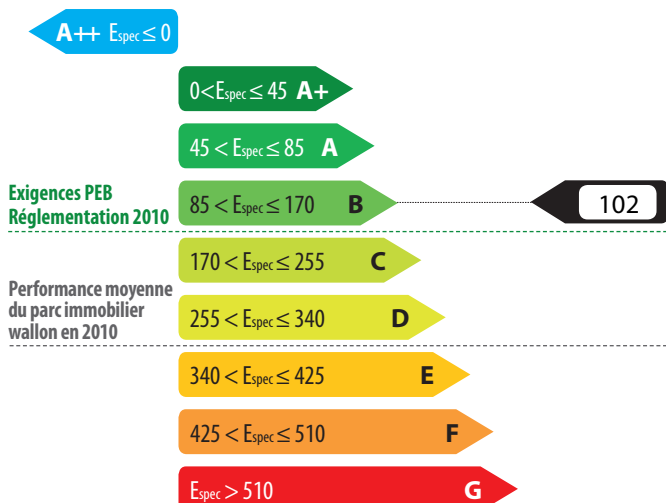 A++ Espec ≤ 0
0<Espec ≤ 45 A+
45 < Espec ≤ 85 A
Exigences PEB
Réglementation 2010
85 < Espec ≤ 170 B
102
170 < Espec ≤ 255 C
Performance moyenne
du parc immobilier
wallon en 2010
255 < Espec ≤ 340 D
340 < Espec ≤ 425 E
425 < Espec ≤ 510 F
Espec > 510 G